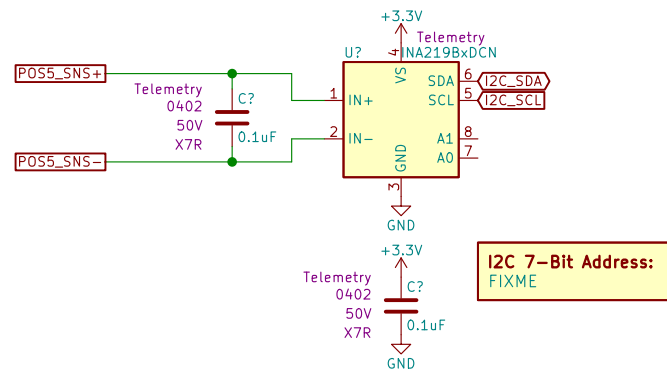 +3.3V
Telemetry
U?
INA219BxDCN
4
VS
POS5_SNS+
SDA
6
I2C_SDA
Telemetry
0402
50V
X7R
C?
0.1uF
1
IN+
SCL
5
I2C_SCL
2
IN-
A1
8
A0
7
POS5_SNS-
GND
3
GND
+3.3V
I2C 7-Bit Address:
FIXME
Telemetry
0402
50V
X7R
C?
0.1uF
GND